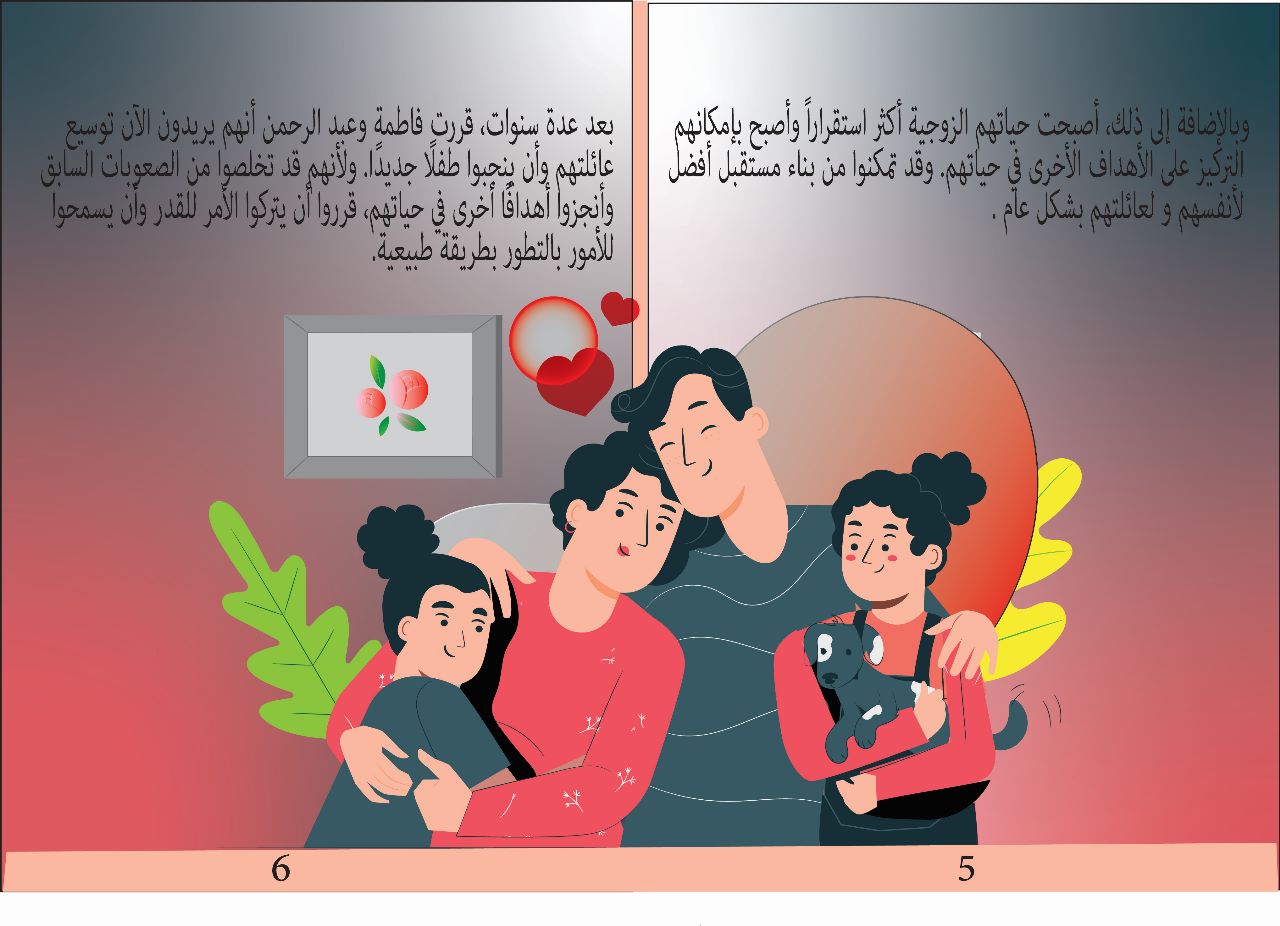 وبالإضافة إلى ذلك، أصبحت حياتهم الزوجية أكثر استقراراً وأصبح بإمكانهم
التركيز على الأهداف الأخرى في حياتهم. وقد تمكنوا من بناء مستقبل أفضل
لأنفسهم و لعائلتهم بشكل عام .
5
بعد عدة سنوات، قررت فاطمة وعبد الرحمن أنهم يريدون الآن توسيع
عائلتهم وأن ينجبوا طفلًا جديدًا. ولأنهم قد تخلصوا من الصعوبات السابق
وأنجزوا أهدافًا أخرى في حياتهم، قرروا أن يتركوا الأمر للقدر وأن يسمحوا
للأمور بالتطور بطريقة طبيعية.
6